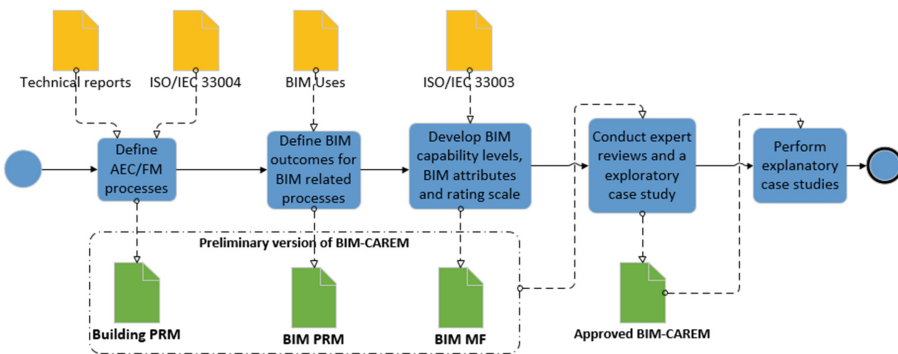 Technical reports
ISO/IEC 33004
BIM Uses
ISO/IEC 33003
Define
AEC/FM
processes
Define BIM
outcomes for
BIM related
processes
Develop BIM
capability levels,
BIM attributes
and rating scale
Conduct expert
reviews and a
exploratory
case study
Perform
explanatory
case studies
Preliminary version of BIM-CAREM
Building PRM
BIM PRM
BIM MF
Approved BIM-CAREM